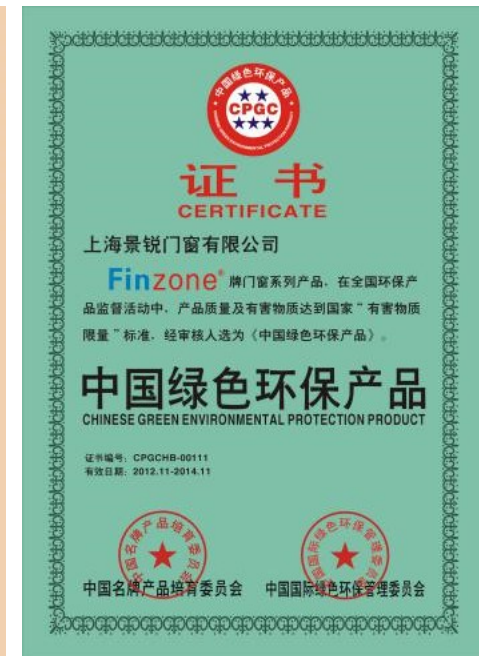 中国绿色环保产品
CPGC
CHINESE GREEN ENVIRONMENTAL PROTECTION PRODUCT
证书
CERTIFICATE
上海景锐门窗有限公司
Finzone® 牌门窗系列产品，在全国环保产
品监督活动中，产品质量及有害物质达到国家“有害物质
限量”标准，经审核入选为《中国绿色环保产品》。
中国绿色环保产品
CHINESE GREEN ENVIRONMENTAL PROTECTION PRODUCT
证书编号：CPGCHB-00111
有效日期：2012.11-2014.11
中国名牌产品培育委员会
中国国际绿色环保管理委员会
中国名牌产品培育委员会
中国国际绿色环保管理委员会